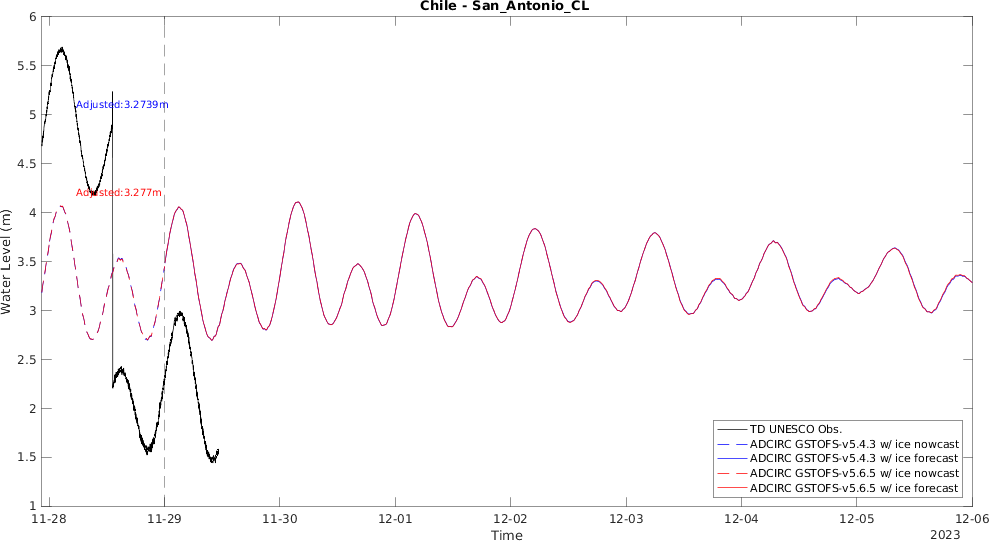 Chile - San_Antonio_CL
Water Level (m)
6
5.5
5
4.5
4
3.5
3
2.5
2
1.5
1
Adjusted:3.2739m
Adjusted:3.277m
TD UNESCO Obs.
ADCIRC GSTOFS-v5.4.3 w/ ice nowcast
ADCIRC GSTOFS-v5.4.3 w/ ice forecast
ADCIRC GSTOFS-v5.6.5 w/ ice nowcast
ADCIRC GSTOFS-v5.6.5 w/ ice forecast
11-28 11-29 11-30 12-01 12-02 12-03 12-04 12-05 12-06
Time
2023